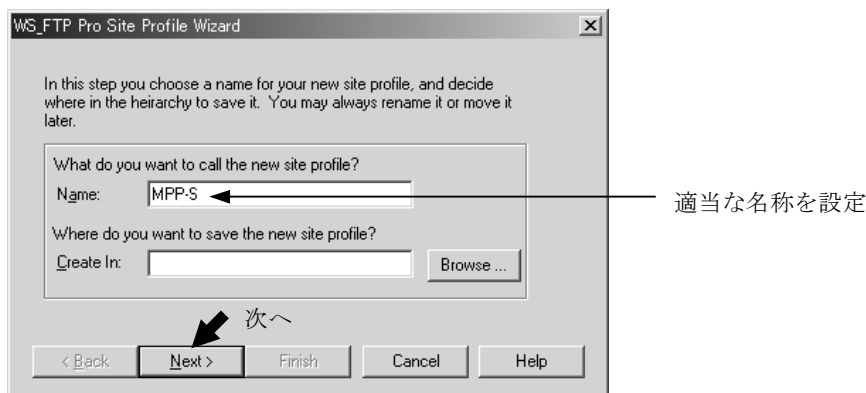 WS_FTP Pro Site Profile Wizard
In this step you choose a name for your new site profile, and decide
where in the heirarchy to save it. You may always rename it or move it
later.
What do you want to call the new site profile?
Name: MPP-S
適当な名称を設定
Where do you want to save the new site profile?
Create In:
Browse ...
次へ
< Back Next > Finish Cancel Help